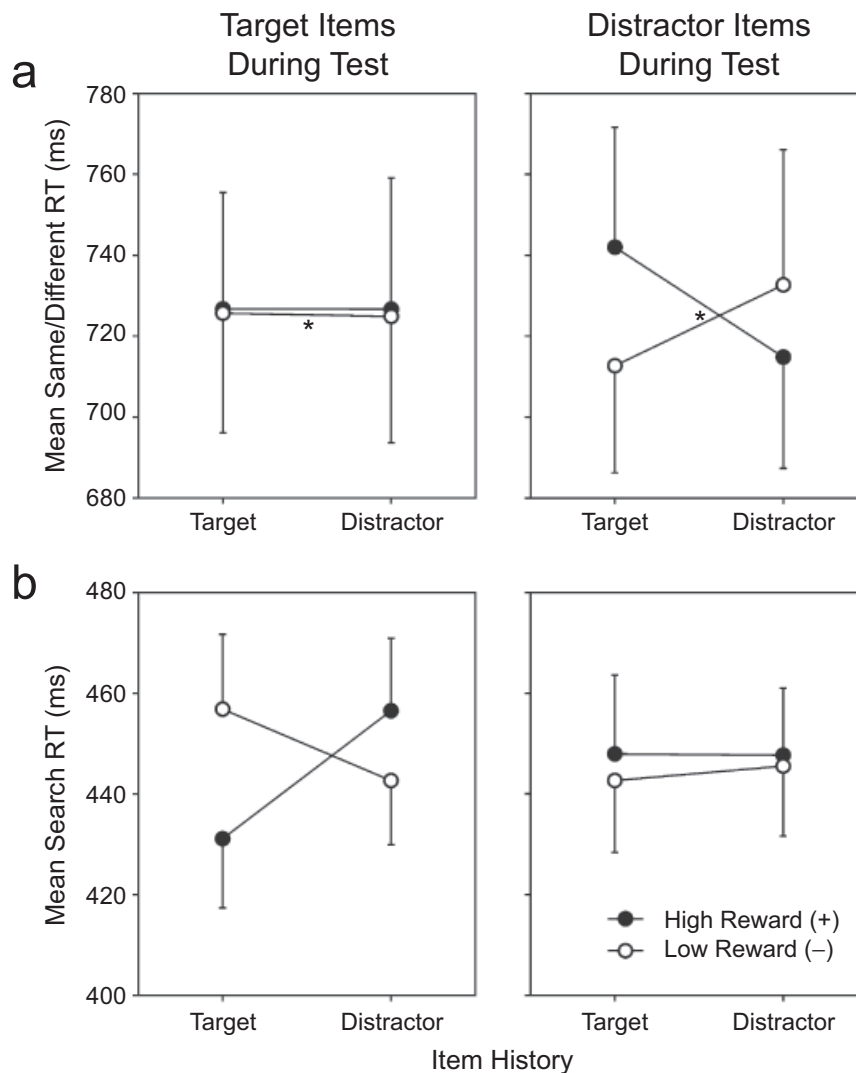 Target Items
During Test
Distractor Items
During Test
a
Mean Same/Different RT (ms)
780
760
740
720
700
680
*
*
Target
Distractor
Target
Distractor
b
Mean Search RT (ms)
480
460
440
420
400
High Reward (+)
Low Reward (–)
Target
Distractor
Target
Distractor
Item History